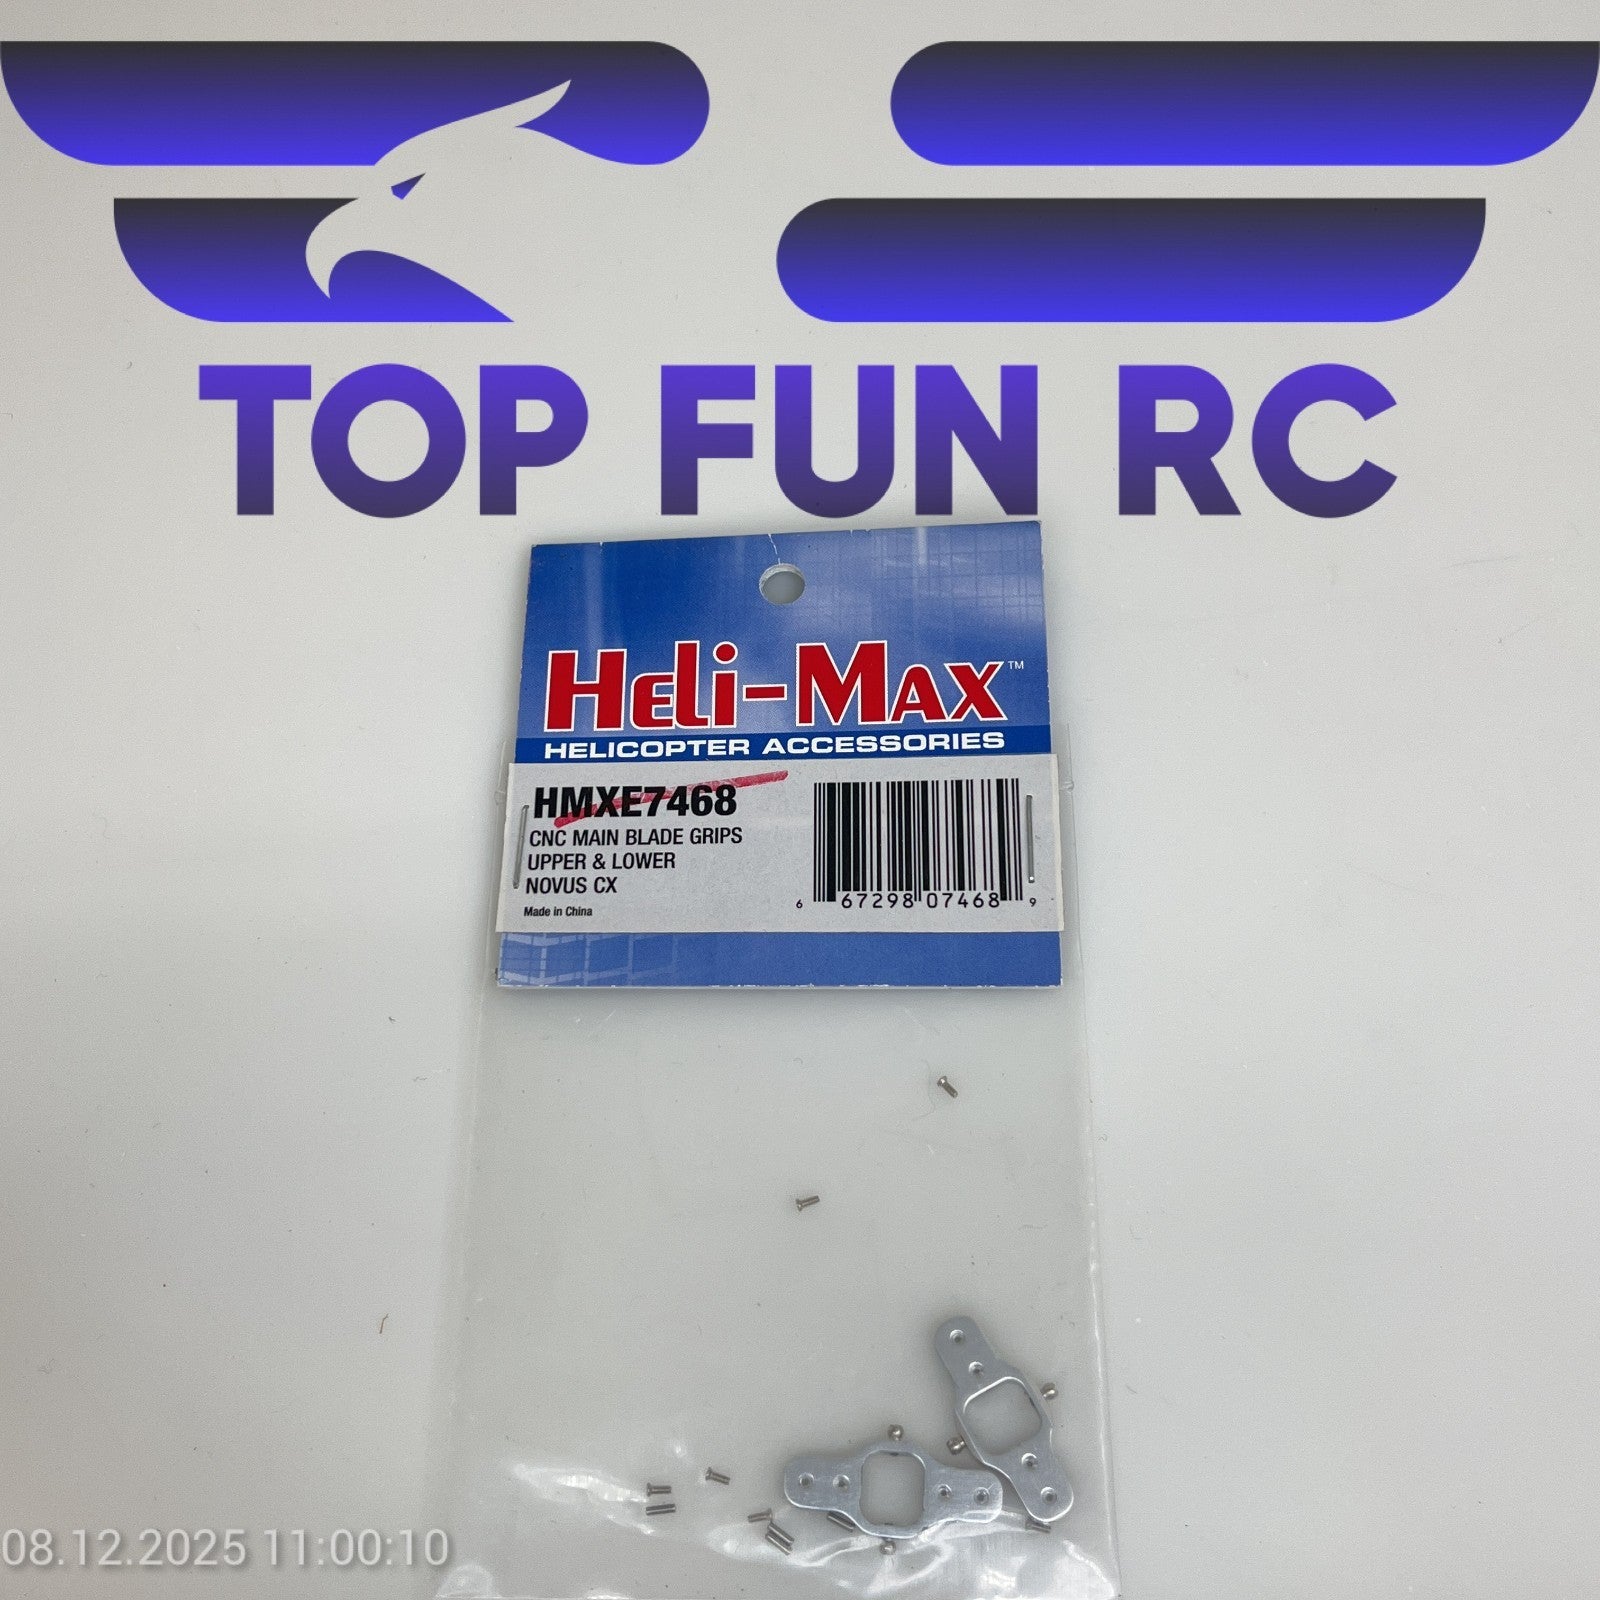 TOP FUN RC
HELI-MAX™
HELICOPTER ACCESSORIES
HMXE7468
CNC MAIN BLADE GRIPS
UPPER & LOWER
NOVUS CX
Made in China
6 67298 07468 9
08.12.2025 11:00:10